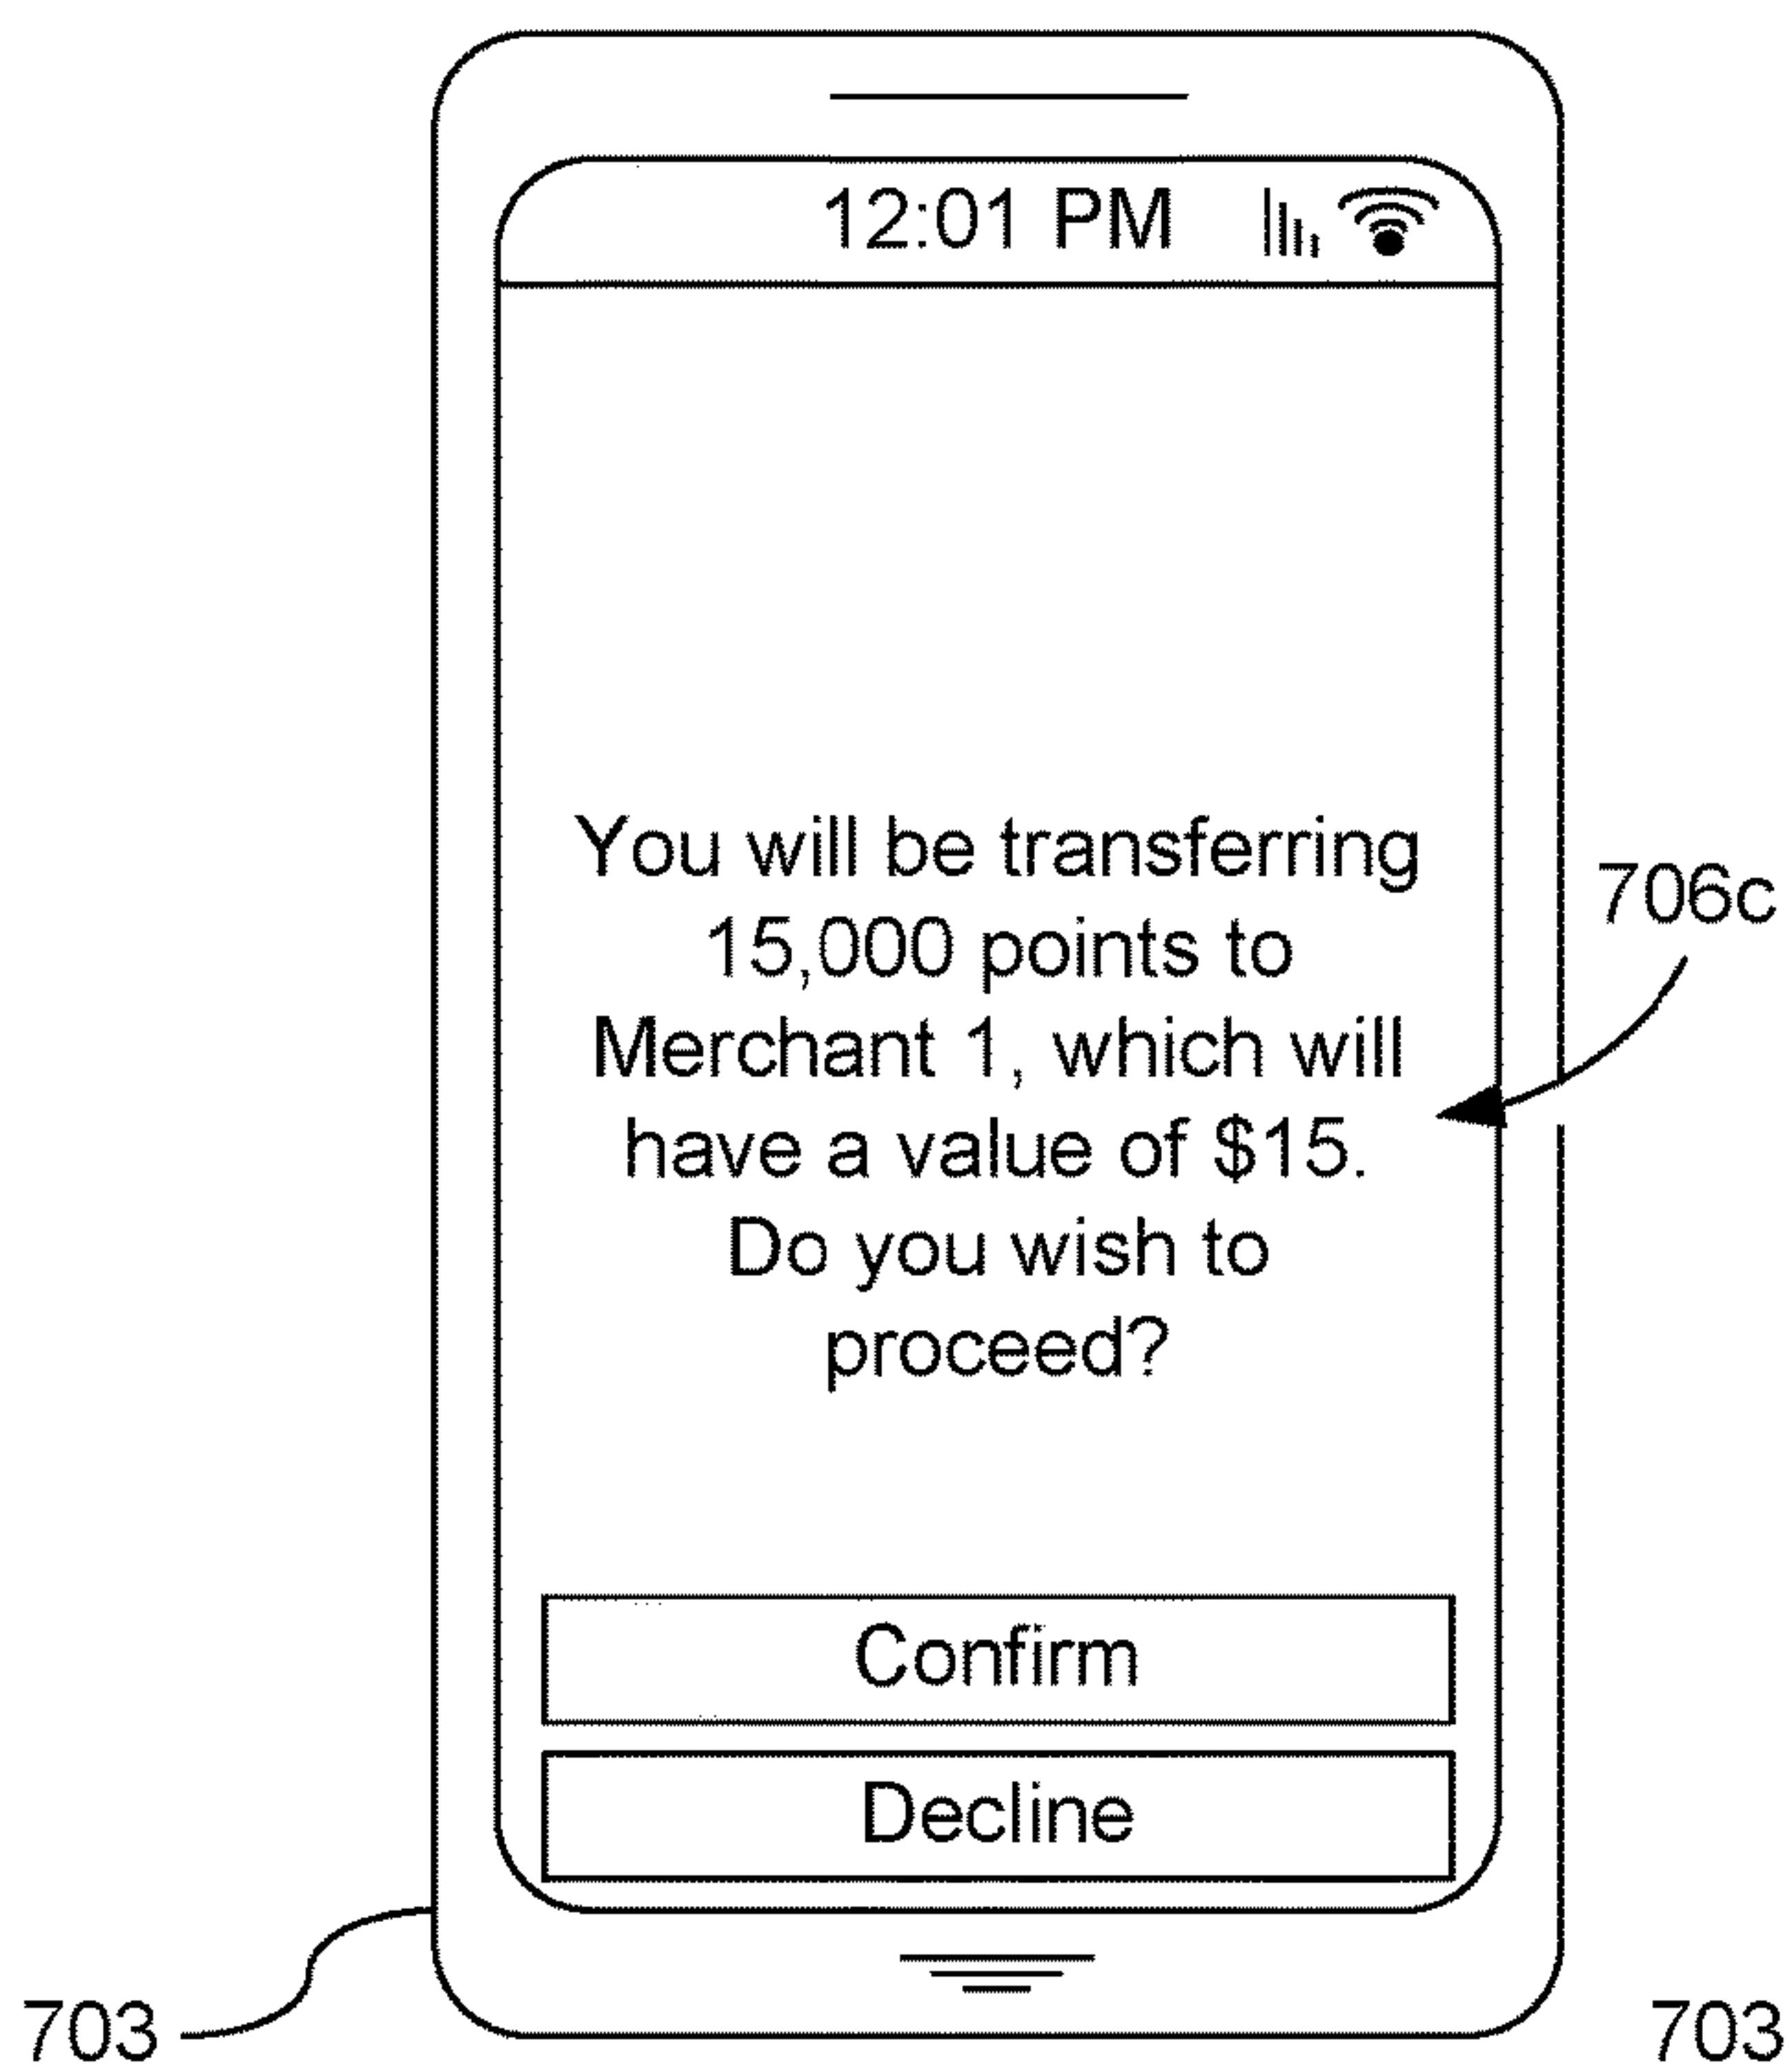 12:01 PM
You will be transferring
15,000 points to
Merchant 1, which will
have a value of $15.
Do you wish to
proceed?
706c
Confirm
Decline
703
703